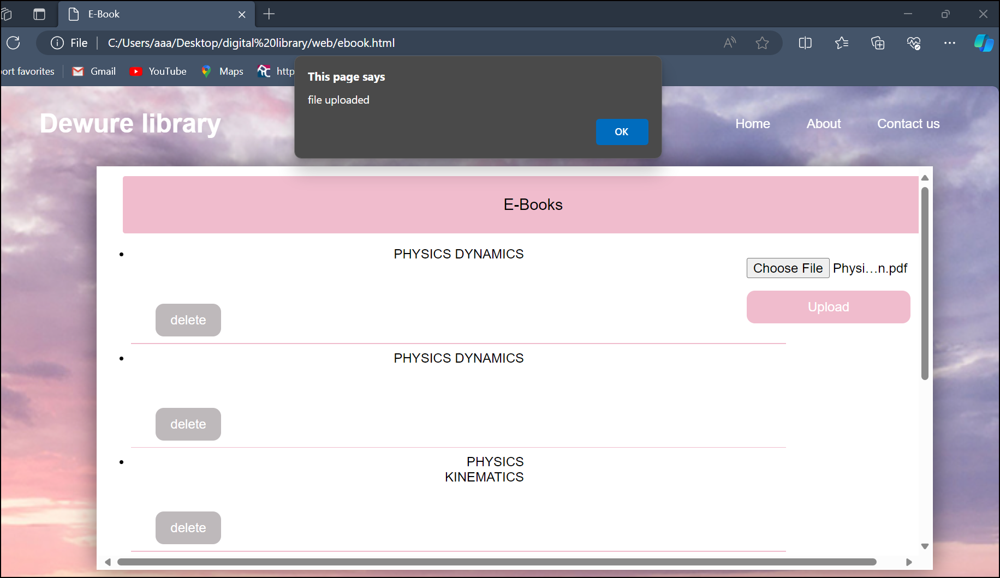 E-Book
File
C:/Users/aaa/Desktop/digital%20library/web/ebook.html
ort favorites
Gmail
YouTube
Maps
http
This page says
file uploaded
OK
Dewure library
Home
About
Contact us
E-Books
PHYSICS DYNAMICS
Choose File Physi...n.pdf
Upload
delete
PHYSICS DYNAMICS
delete
PHYSICS
KINEMATICS
delete